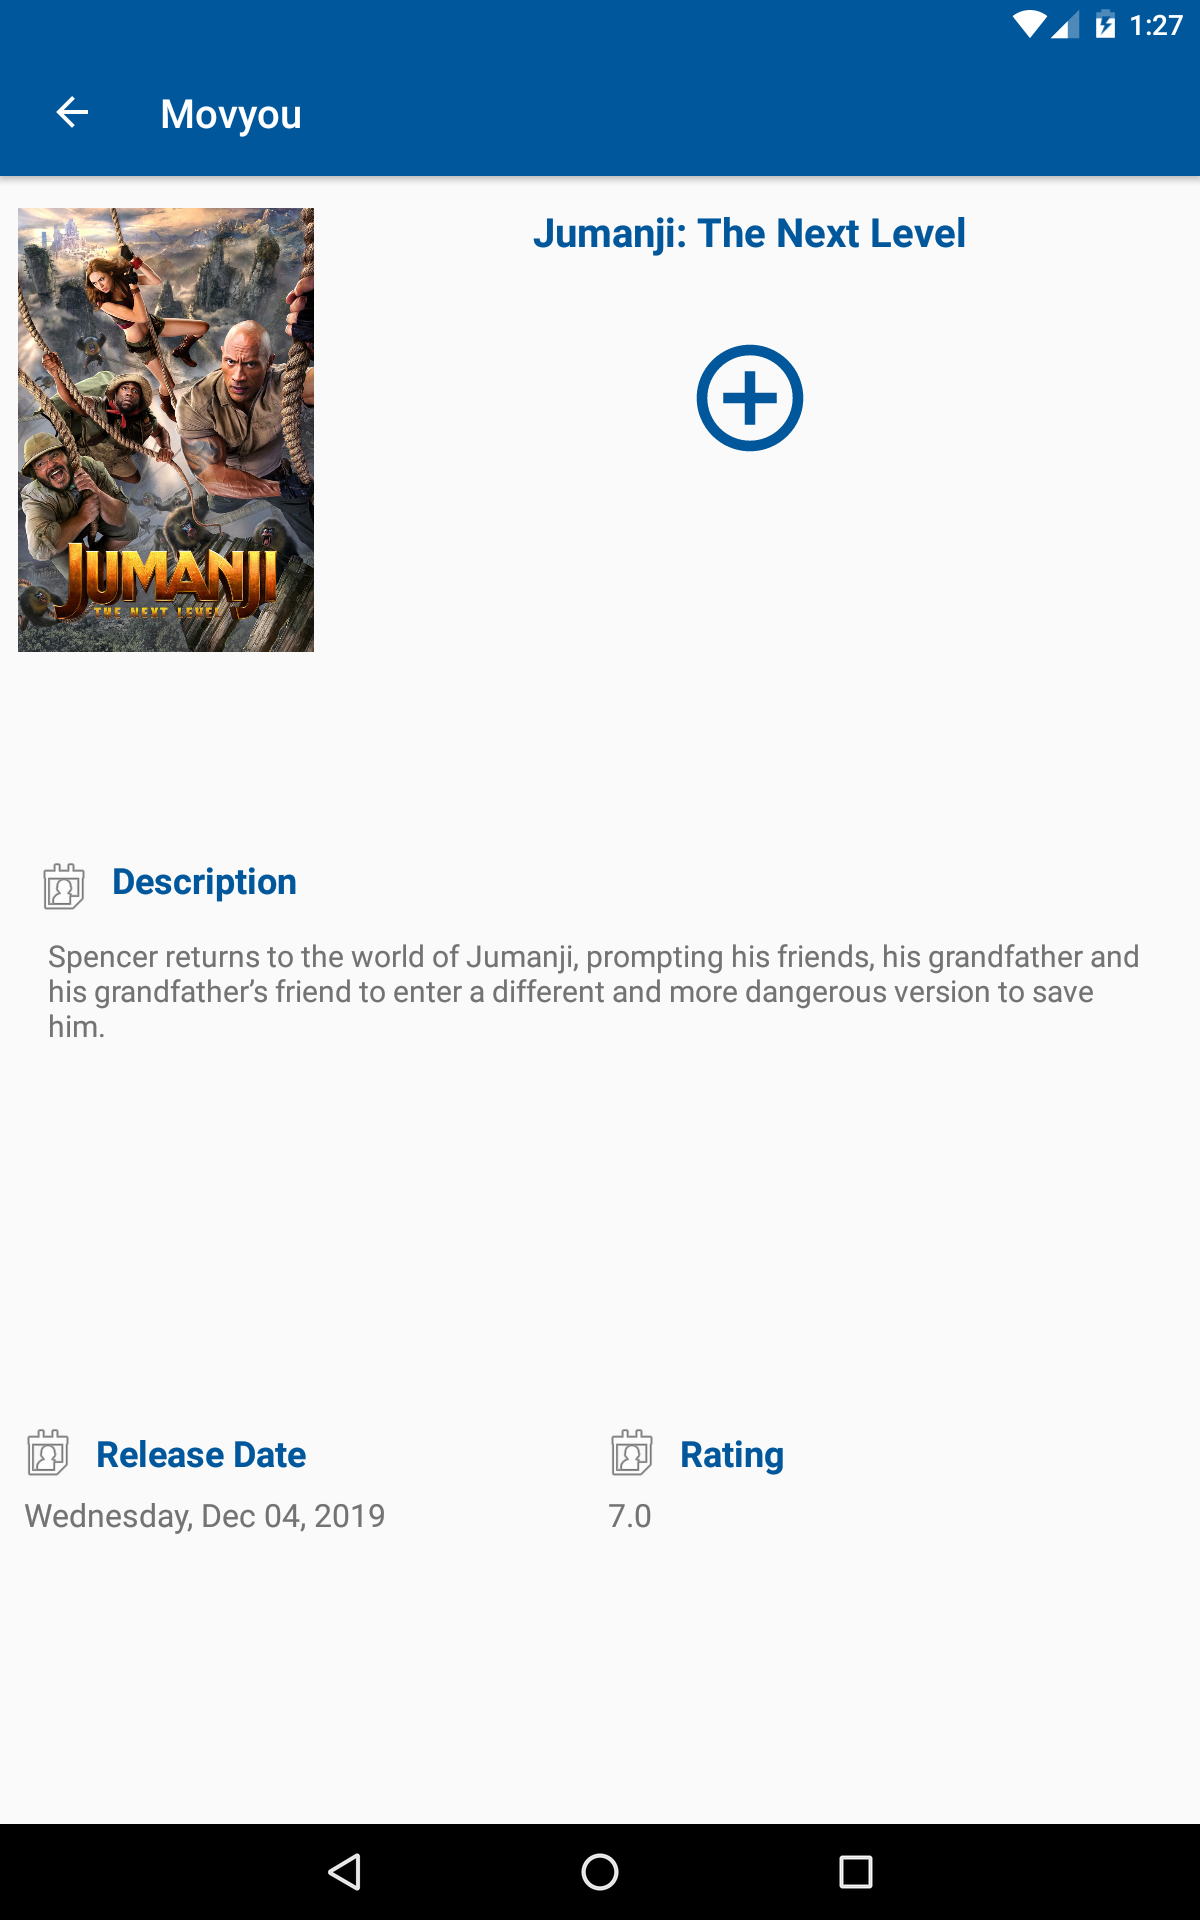 1:27
Movyou
Jumanji: The Next Level
JUMANJI
THE NEXT LEVEL
Description
Spencer returns to the world of Jumanji, prompting his friends, his grandfather and
his grandfather’s friend to enter a different and more dangerous version to save
him.
Release Date
Rating
Wednesday, Dec 04, 2019
7.0